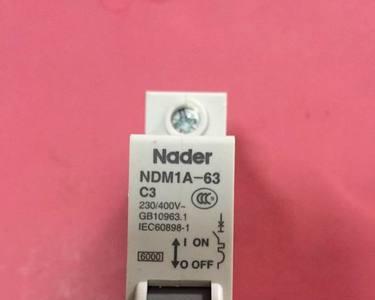 Nader
NDM1A-63
C3
230/400V~
GB10963.1
IEC60898-1
I ON
6000
O OFF